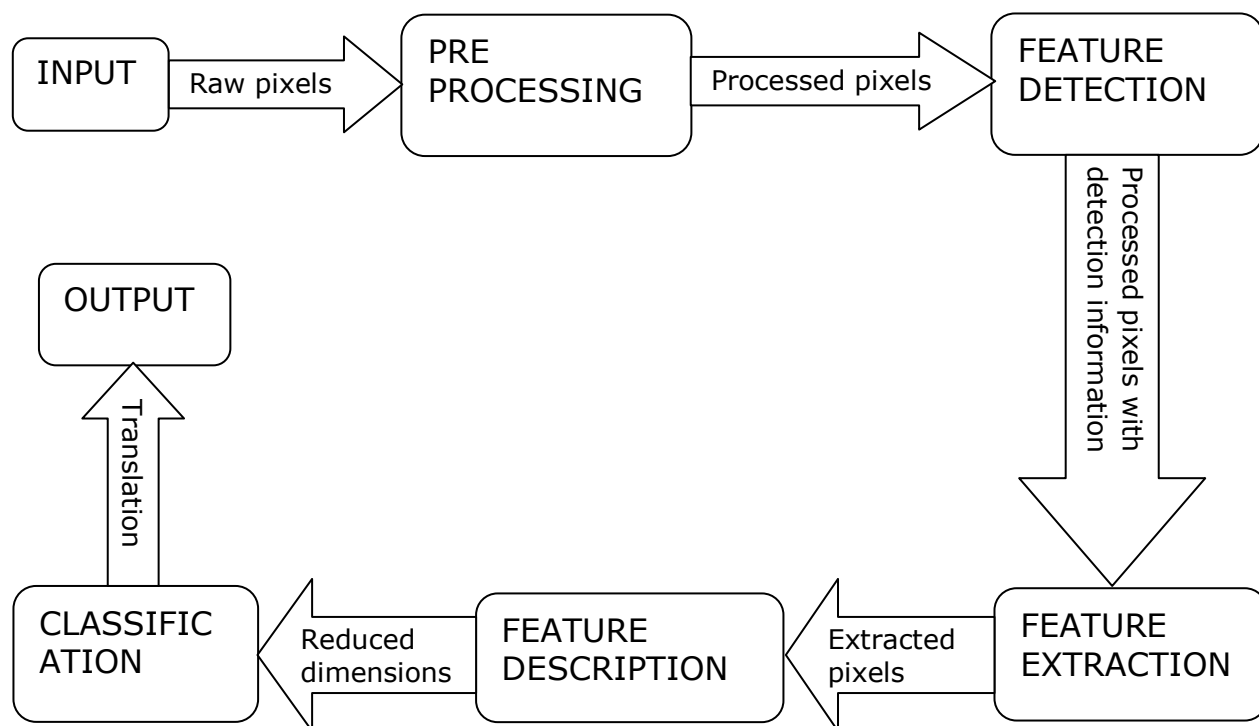 INPUT
Raw pixels
PRE
PROCESSING
Processed pixels
FEATURE
DETECTION
Processed pixels with
detection information
FEATURE
EXTRACTION
Extracted
pixels
FEATURE
DESCRIPTION
Reduced
dimensions
CLASSIFIC
ATION
Translation
OUTPUT